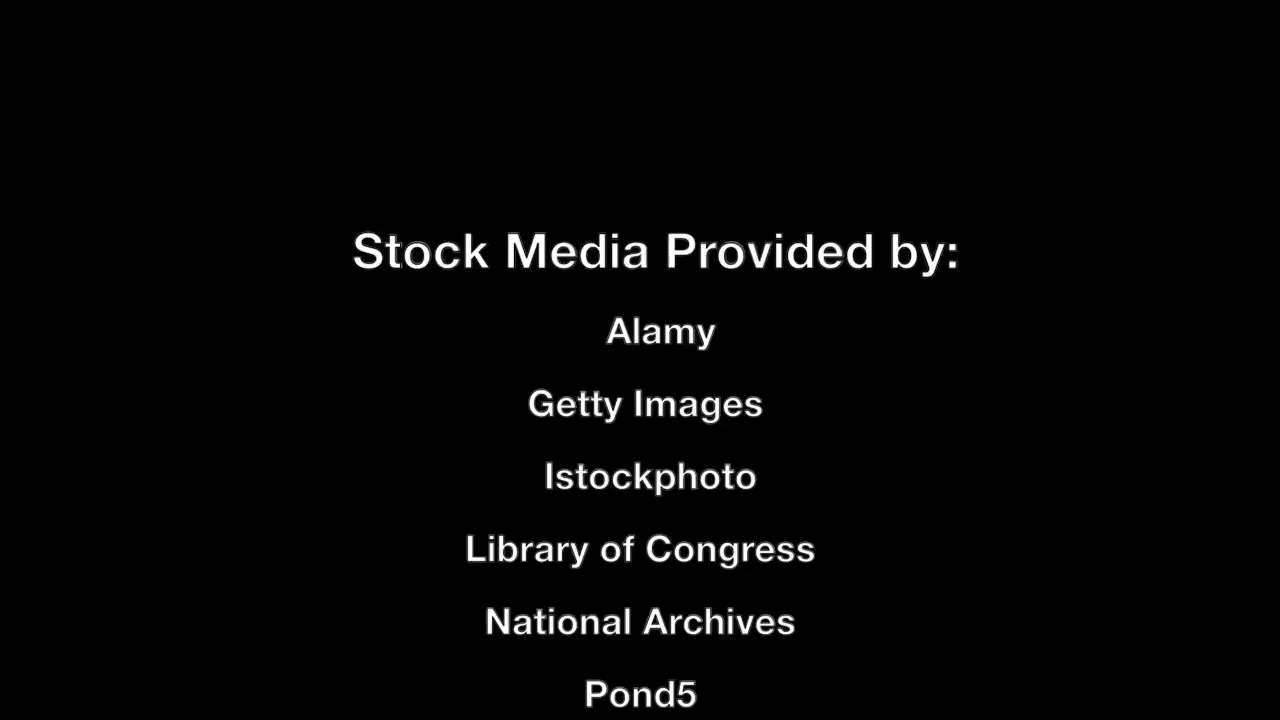 Stock Media Provided by:
Alamy
Getty Images
Istockphoto
Library of Congress
National Archives
Pond5